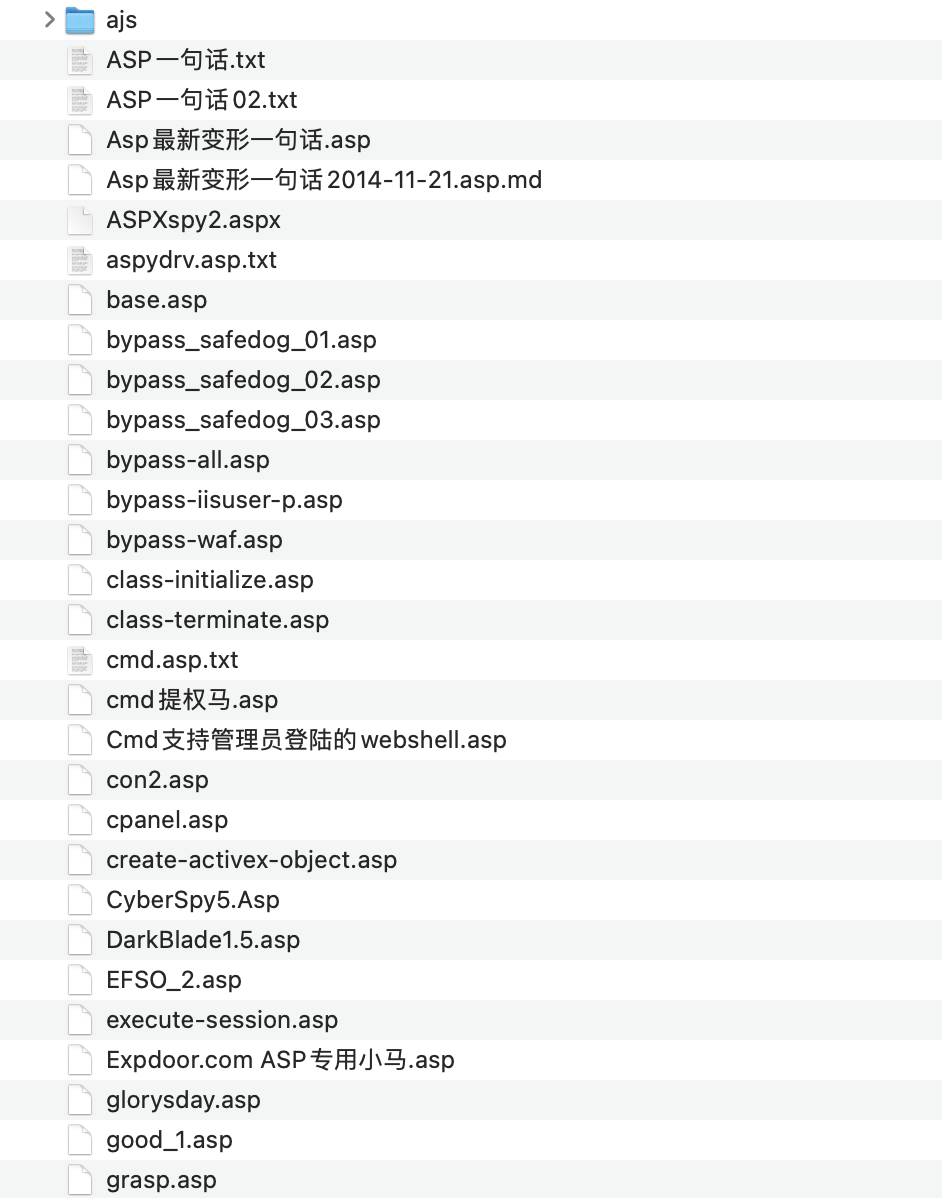 ajs
ASP一句话.txt
ASP一句话02.txt
Asp最新变形一句话.asp
Asp最新变形一句话2014-11-21.asp.md
ASPXspy2.aspx
aspydrv.asp.txt
base.asp
bypass_safedog_01.asp
bypass_safedog_02.asp
bypass_safedog_03.asp
bypass-all.asp
bypass-iisuser-p.asp
bypass-waf.asp
class-initialize.asp
class-terminate.asp
cmd.asp.txt
cmd提权马.asp
Cmd支持管理员登陆的webshell.asp
con2.asp
cpanel.asp
create-activex-object.asp
CyberSpy5.Asp
DarkBlade1.5.asp
EFSO_2.asp
execute-session.asp
Expdoor.com ASP专用小马.asp
glorysday.asp
good_1.asp
grasp.asp